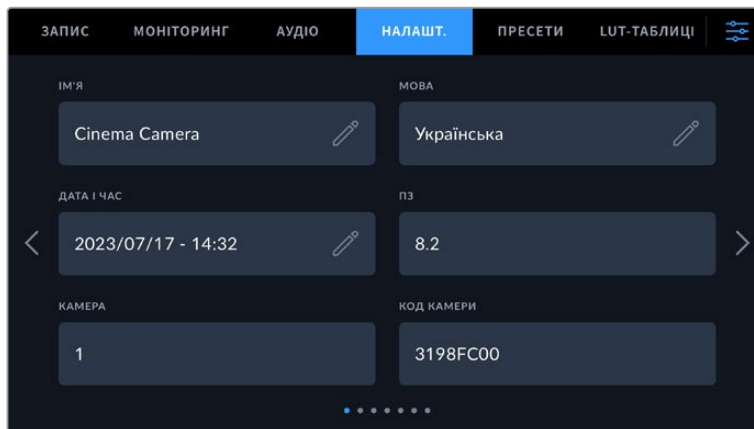 ЗАПИС МОНІТОРИНГ АУДІО НАЛАШТ. ПРЕСЕТИ LUT-ТАБЛИЦІ
ІМ'Я МОВА
Cinema Camera Українська
ДАТА І ЧАС ПЗ
2023/07/17 - 14:32 8.2
КАМЕРА КОД КАМЕРИ
1 3198FC00